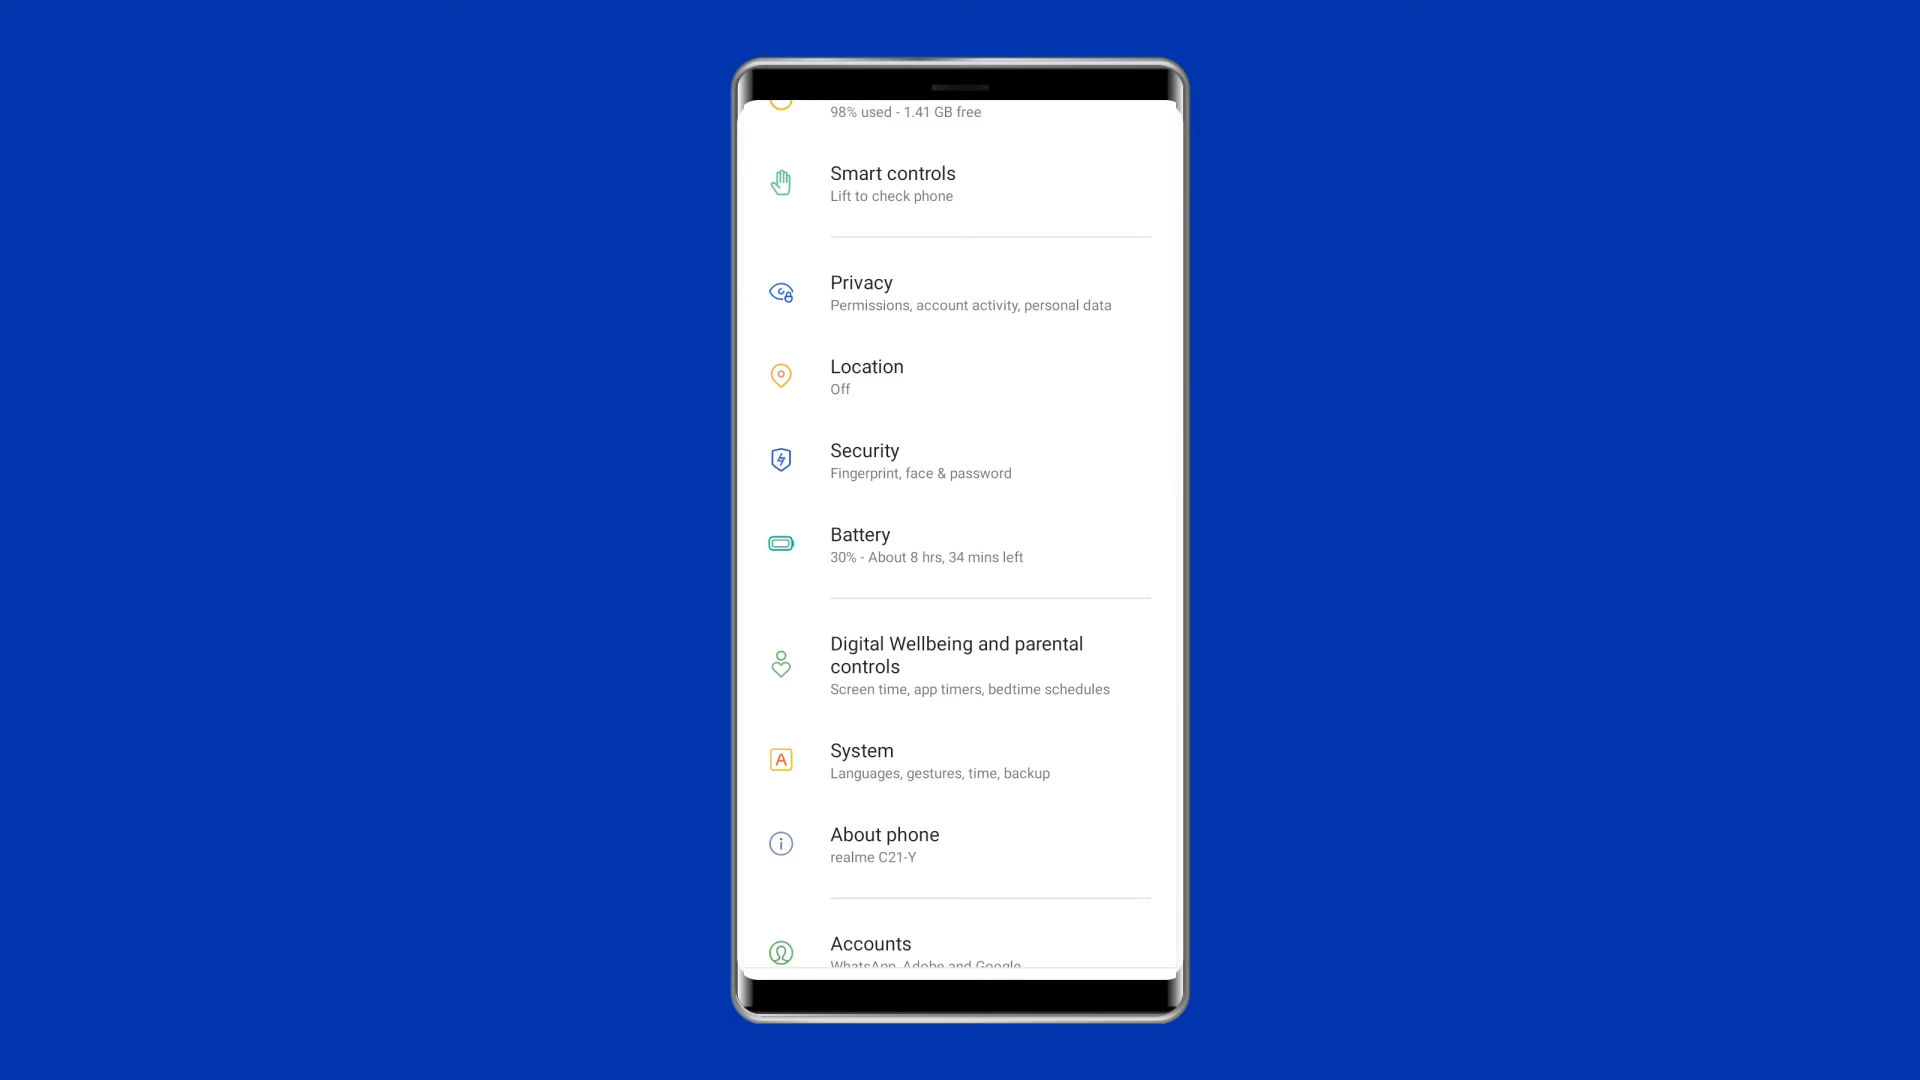 98% used - 1.41 GB free
Smart controls
Lift to check phone
Privacy
Permissions, account activity, personal data
Location
Off
Security
Fingerprint, face & password
Battery
30% - About 8 hrs, 34 mins left
Digital Wellbeing and parental
controls
Screen time, app timers, bedtime schedules
A
System
Languages, gestures, time, backup
About phone
realme C21-Y
Accounts
WhatsApp, Adobe and Google